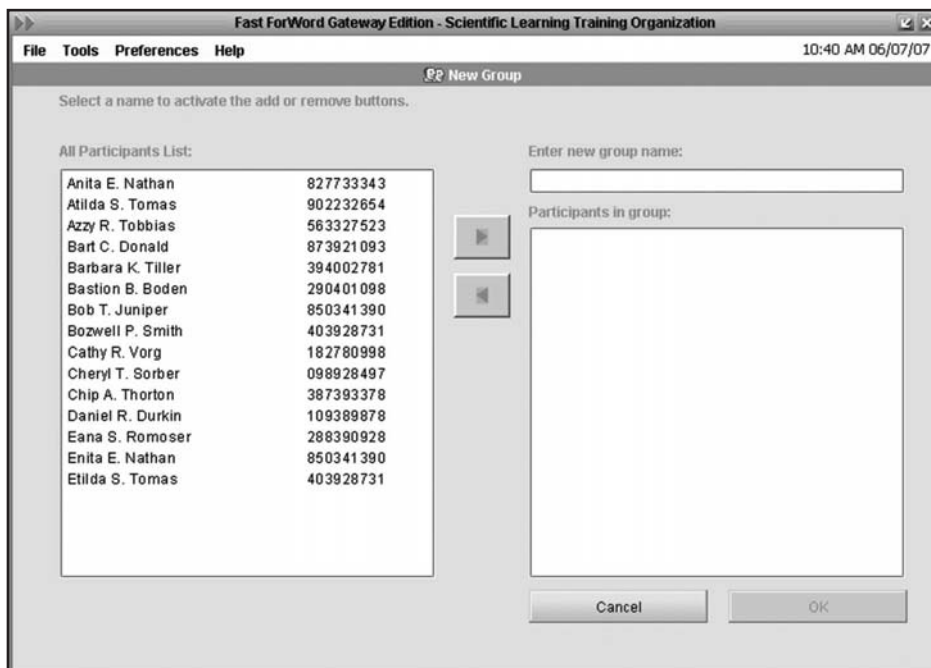 Fast ForWord Gateway Edition - Scientific Learning Training Organization
File Tools Preferences Help 10:40 AM 06/07/07
New Group
Select a name to activate the add or remove buttons.
All Participants List:
Anita E. Nathan 827733343
Atilda S. Tomas 902232654
Azzy R. Tobbias 563327523
Bart C. Donald 873921093
Barbara K. Tiller 394002781
Bastion B. Boden 290401098
Bob T. Juniper 850341390
Bozwell P. Smith 403928731
Cathy R. Vorg 182780998
Cheryl T. Sorber 098928497
Chip A. Thorton 387393378
Daniel R. Durkin 109389878
Eana S. Romoser 288390928
Enita E. Nathan 850341390
Etilda S. Tomas 403928731
Enter new group name:
Participants in group:
Cancel OK